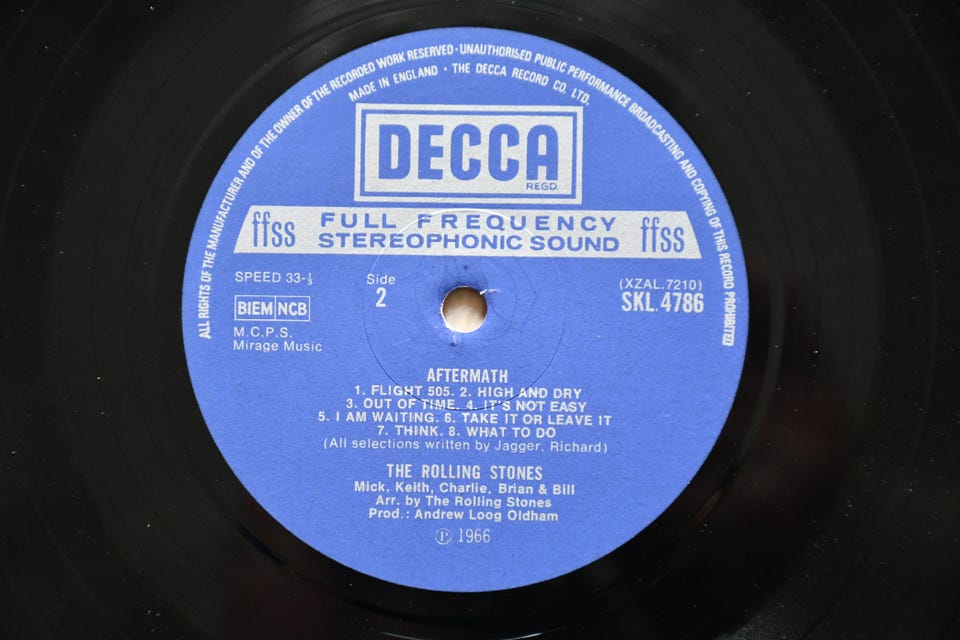 ALL RIGHTS OF THE MANUFACTURER AND OF THE OWNER OF THE RECORDED WORK RESERVED · UNAUTHORISED PUBLIC PERFORMANCE BROADCASTING AND COPYING OF THIS RECORD PROHIBITED
MADE IN ENGLAND · THE DECCA RECORD CO. LTD.
DECCA
REGD.
ffss FULL FREQUENCY ffss
STEREOPHONIC SOUND
SPEED 33-⅓
Side
2
(XZAL.7210)
SKL.4786
BIEM NCB
M.C.P.S.
Mirage Music
AFTERMATH
1. FLIGHT 505. 2. HIGH AND DRY
3. OUT OF TIME. 4. IT'S NOT EASY
5. I AM WAITING. 6. TAKE IT OR LEAVE IT
7. THINK. 8. WHAT TO DO
(All selections written by Jagger, Richard)
THE ROLLING STONES
Mick, Keith, Charlie, Brian & Bill
Arr. by The Rolling Stones
Prod.: Andrew Loog Oldham
Ⓟ 1966